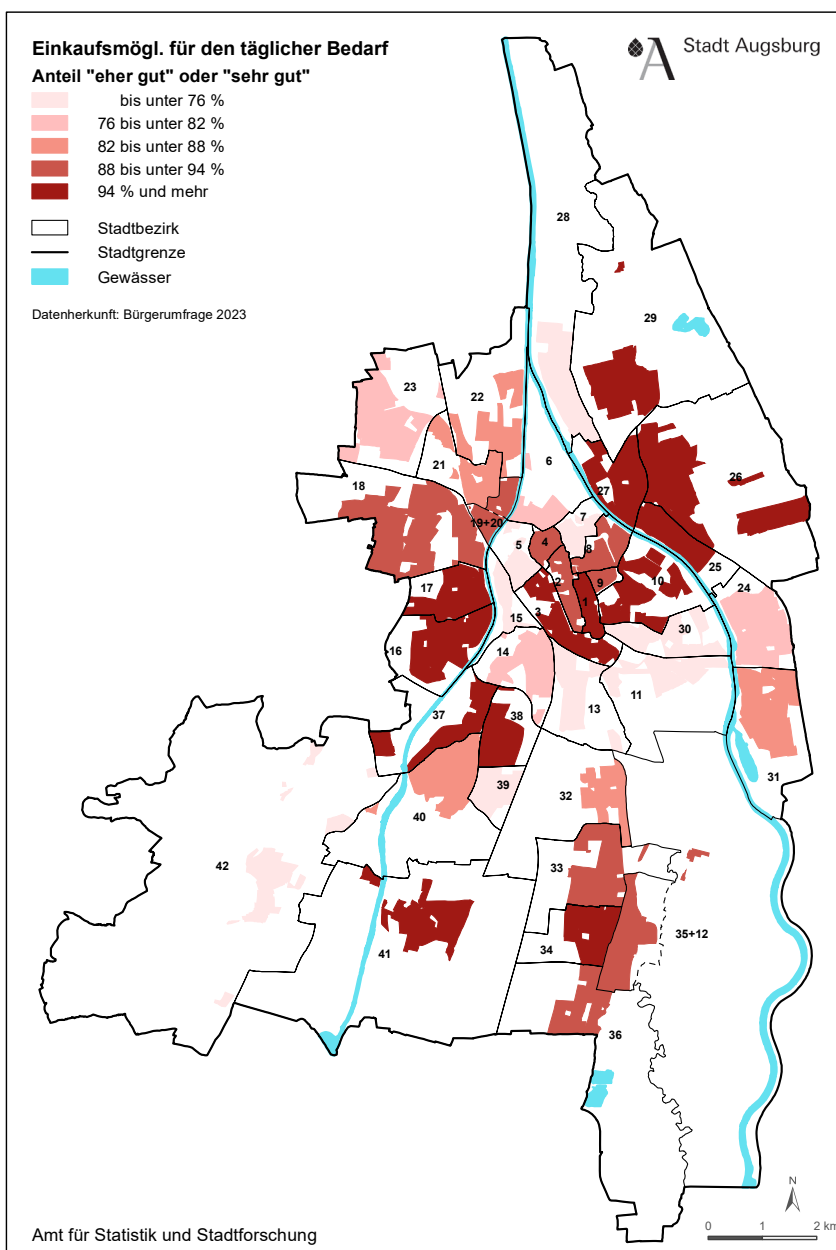 Einkaufsmögl. für den täglicher Bedarf
Anteil "eher gut" oder "sehr gut"
bis unter 76 %
76 bis unter 82 %
82 bis unter 88 %
88 bis unter 94 %
94 % und mehr
Stadtbezirk
Stadtgrenze
Gewässer
Datenherkunft: Bürgerumfrage 2023
Stadt Augsburg
28
29
23
22
6
21
18
26
27
7
19+20
5
4
8
25
17
2
9
10
24
1
3
15
30
16
14
11
37
38
13
31
39
32
40
42
33
35+12
41
34
36
N
0 1 2 km
Amt für Statistik und Stadtforschung